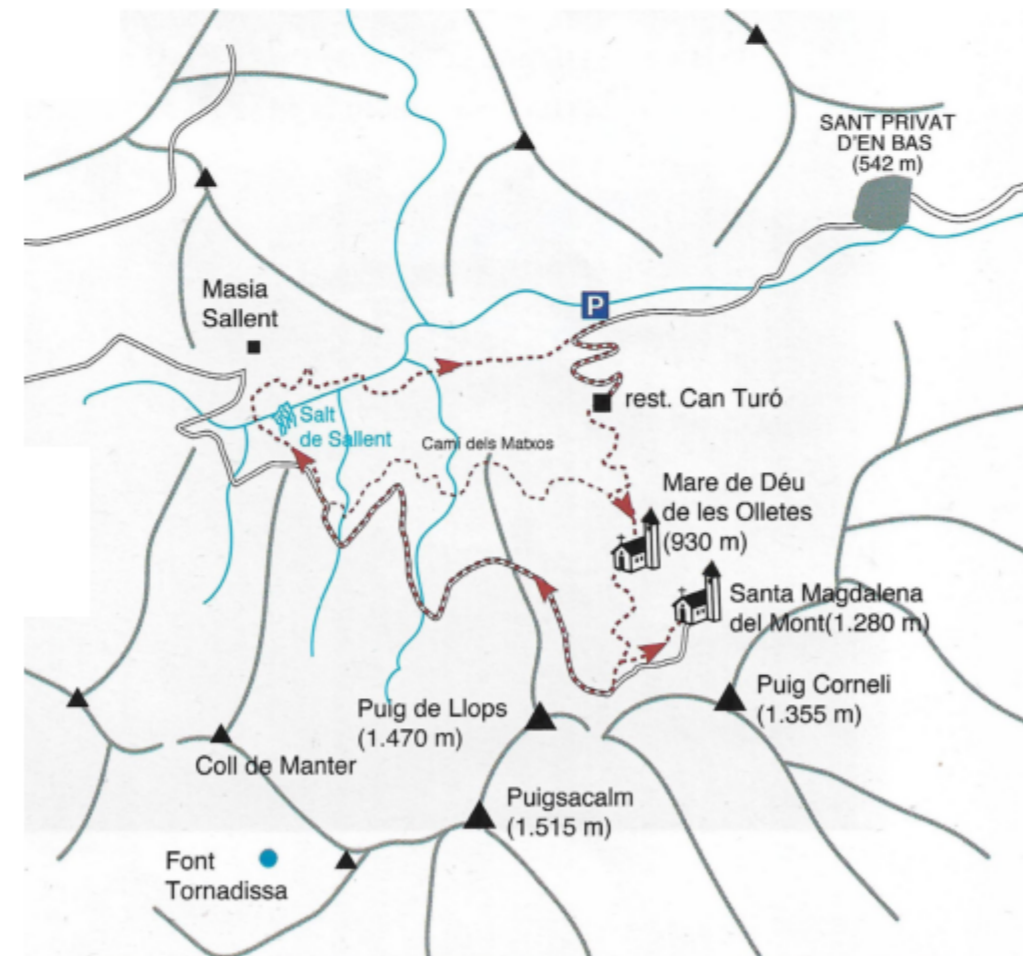 SANT PRIVAT
D'EN BAS
(542 m)
Masia
Sallent
P
rest. Can Turó
Salt
de Sallent
Camí dels Matxos
Mare de Déu
de les Olletes
(930 m)
Santa Magdalena
del Mont(1.280 m)
Puig de Llops
(1.470 m)
Puig Corneli
(1.355 m)
Coll de Manter
Puigsacalm
(1.515 m)
Font
Tornadissa